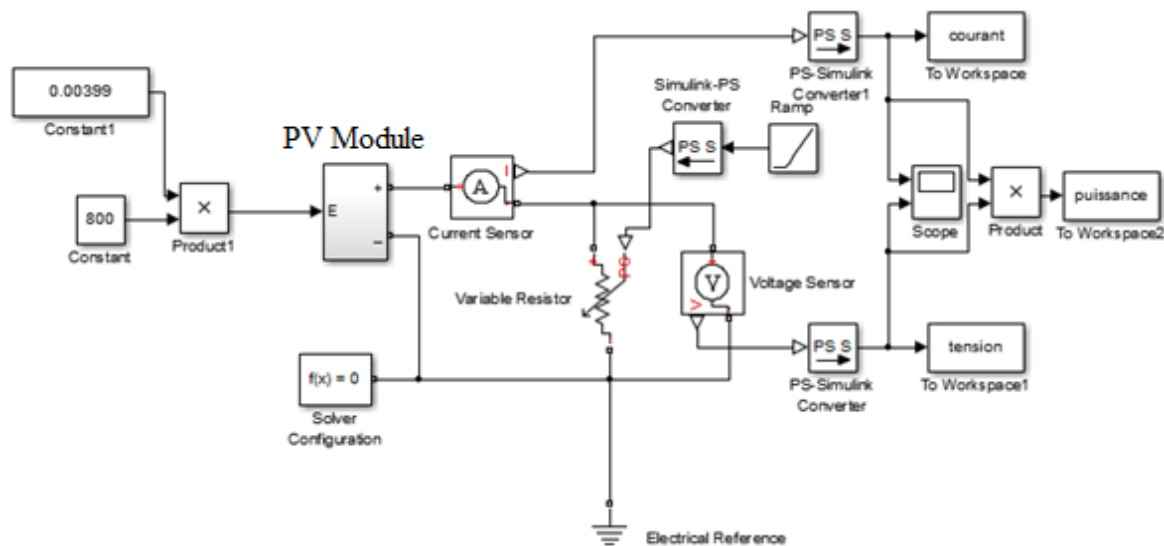 PS S
courant
PS-Simulink
Converter1
To Workspace
0.00399
Constant1
Simulink-PS
Converter
Ramp
PS S
PV Module
I
A
+
E
−
+
800
×
Constant
Product1
Current Sensor
Scope
×
Product
puissance
To Workspace2
+
PS
+
V
Voltage Sensor
Variable Resistor
V
-
-
f(x) = 0
Solver
Configuration
PS S
PS-Simulink
Converter
tension
To Workspace1
Electrical Reference